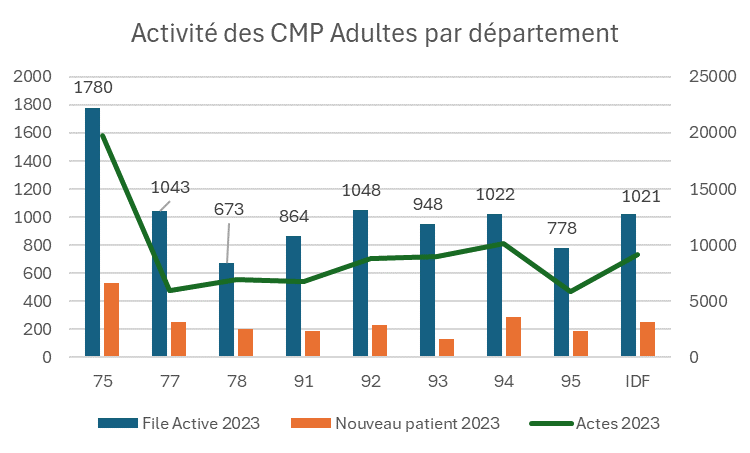 Activité des CMP Adultes par département
2000 25000
1800
1600 20000
1400
1200 15000
1000
800 10000
600
400 5000
200
0 0
1780 1043 673 864 1048 948 1022 778 1021
75 77 78 91 92 93 94 95 IDF
File Active 2023 Nouveau patient 2023 Actes 2023